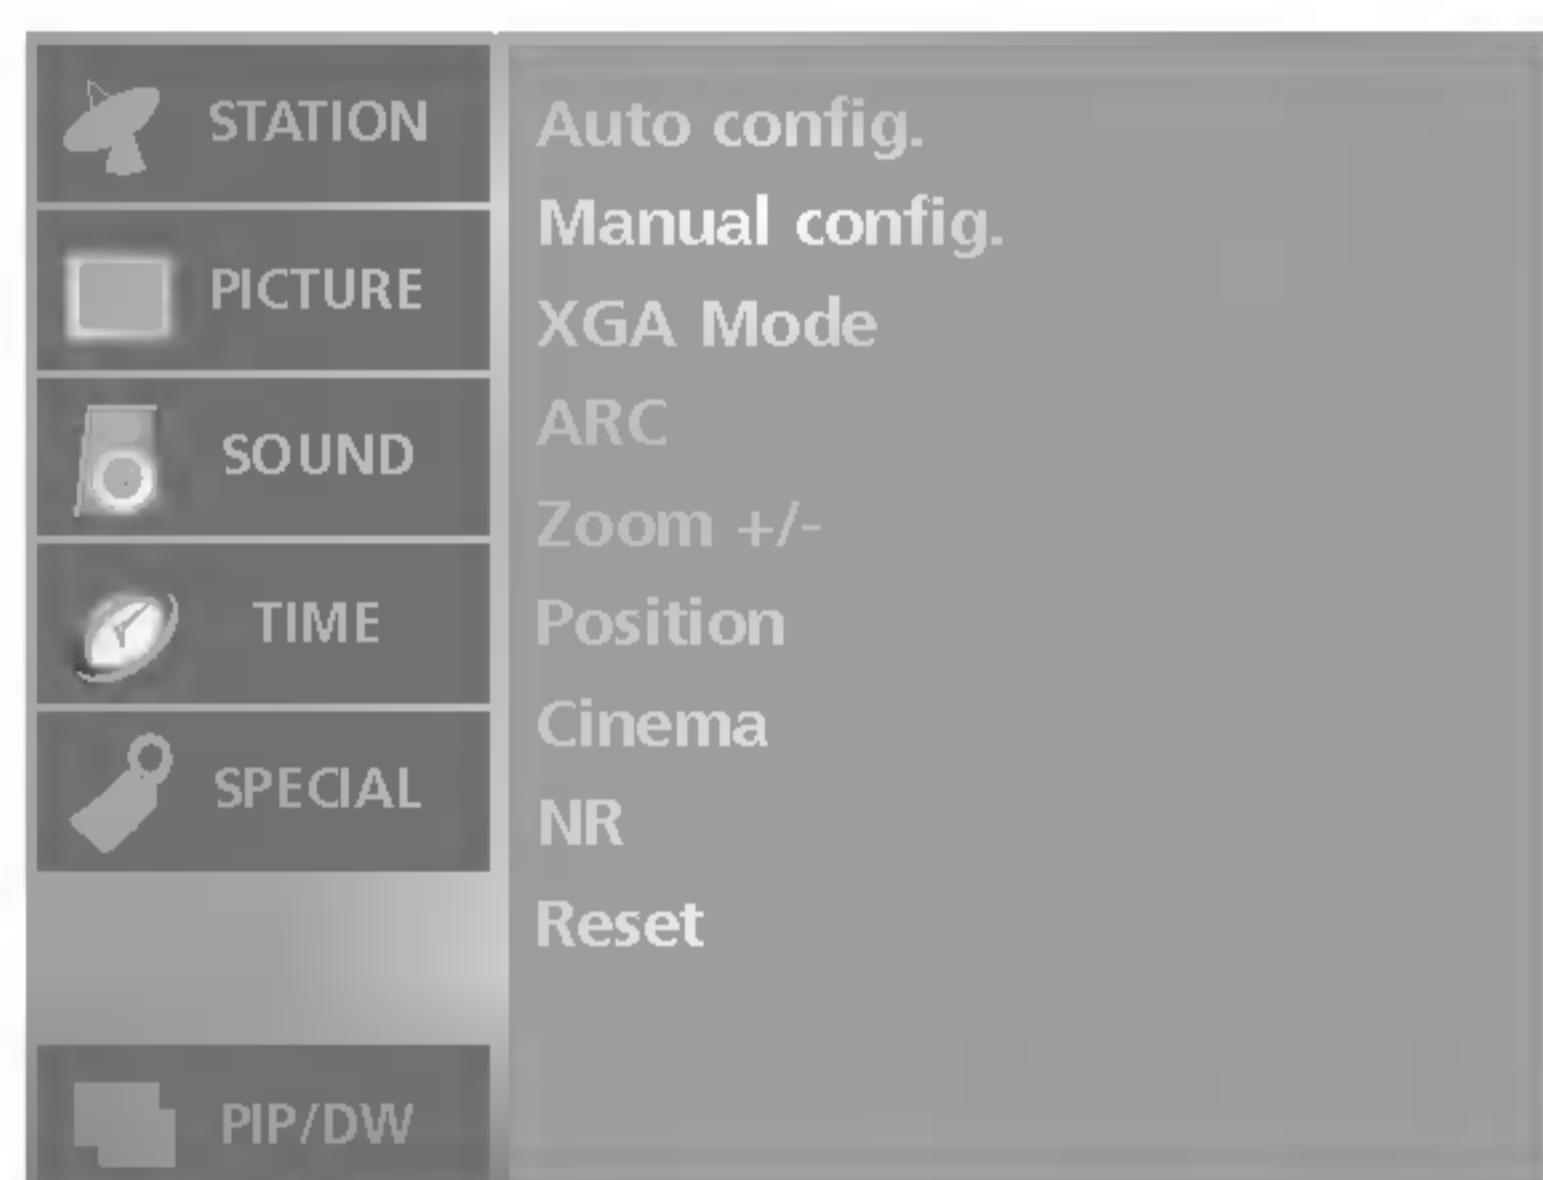 STATION
PICTURE
SOUND
TIME
SPECIAL
PIP/DW
Auto config.
Manual config.
XGA Mode
ARC
Zoom +/-
Position
Cinema
NR
Reset